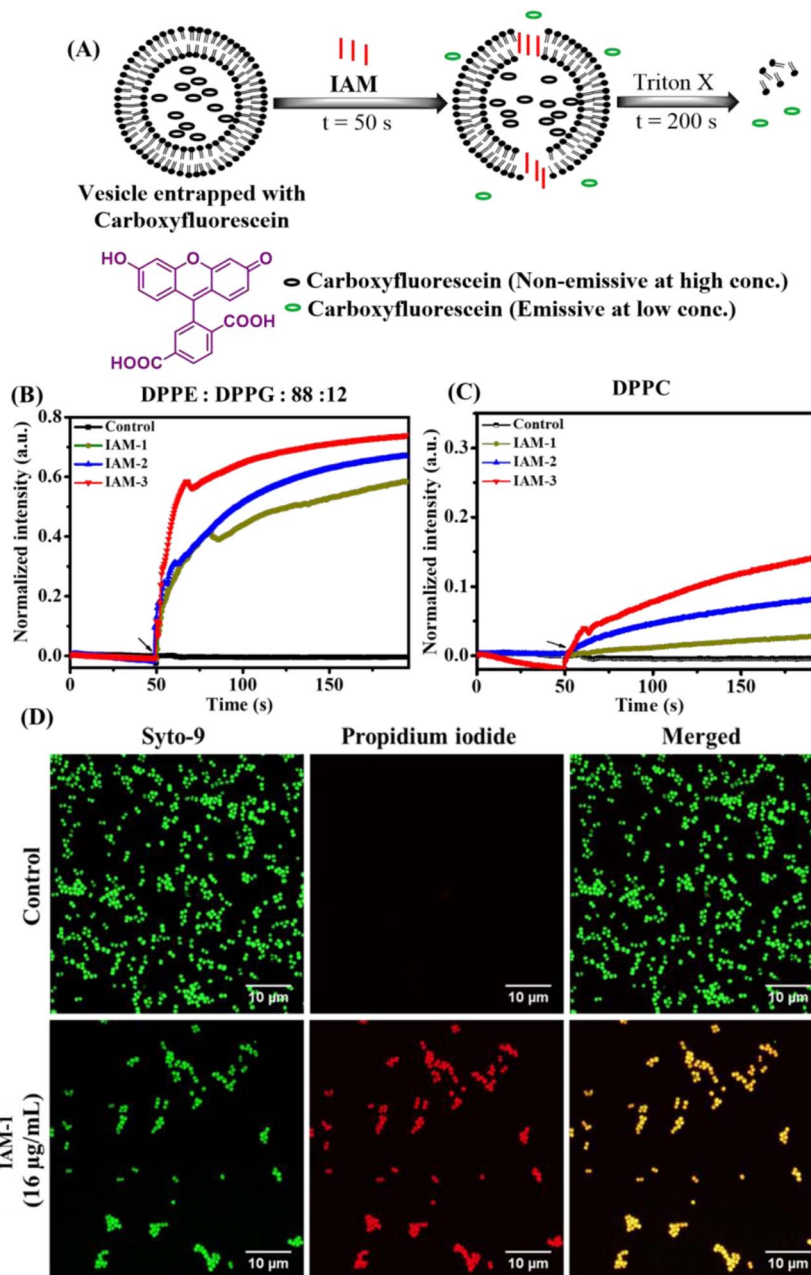 (A)
IAM
t = 50 s
Triton X
t = 200 s
Vesicle entrapped with
Carboxyfluorescein
HO
O
O
COOH
HOOC
Carboxyfluorescein (Non-emissive at high conc.)
Carboxyfluorescein (Emissive at low conc.)
(B)
DPPE : DPPG : 88 :12
Normalized intensity (a.u.)
0.8
0.6
0.4
0.2
0.0
Control
IAM-1
IAM-2
IAM-3
0
50
100
150
Time (s)
(C)
DPPC
Normalized intensity (a.u.)
0.3
0.2
0.1
0.0
Control
IAM-1
IAM-2
IAM-3
0
50
100
150
Time (s)
(D)
Syto-9
Propidium iodide
Merged
Control
10 µm
10 µm
10 µm
IAM-1
(16 µg/mL)
10 µm
10 µm
10 µm